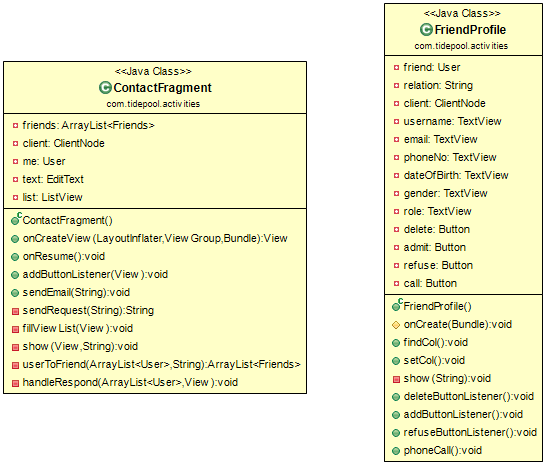 <<Java Class>>
ContactFragment
com.tidepool.activities
friends: ArrayList<Friends>
client: ClientNode
me: User
text: EditText
list: ListView
ContactFragment()
onCreateView(LayoutInflater,ViewGroup,Bundle):View
onResume():void
addButtonListener(View):void
sendEmail(String):void
sendRequest(String):String
fillViewList(View):void
show(View,String):void
userToFriend(ArrayList<User>,String):ArrayList<Friends>
handleRespond(ArrayList<User>,View):void
<<Java Class>>
FriendProfile
com.tidepool.activities
friend: User
relation: String
client: ClientNode
username: TextView
email: TextView
phoneNo: TextView
dateOfBirth: TextView
gender: TextView
role: TextView
delete: Button
admit: Button
refuse: Button
call: Button
FriendProfile()
onCreate(Bundle):void
findCol():void
setCol():void
show(String):void
deleteButtonListener():void
addButtonListener():void
refuseButtonListener():void
phoneCall():void